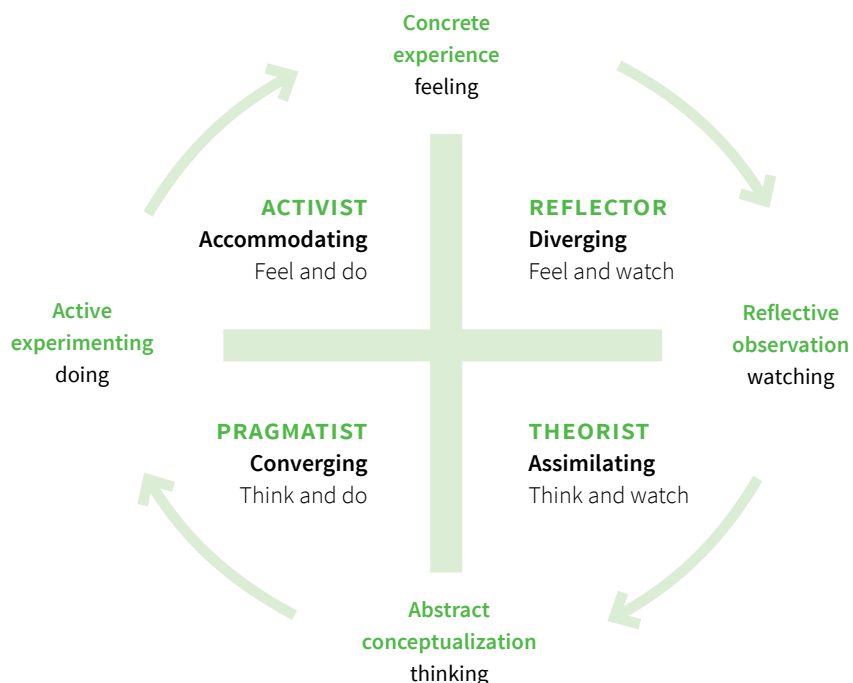 Concrete
experience
feeling
ACTIVIST
Accommodating
Feel and do
REFLECTOR
Diverging
Feel and watch
Active
experimenting
doing
Reflective
observation
watching
PRAGMATIST
Converging
Think and do
THEORIST
Assimilating
Think and watch
Abstract
conceptualization
thinking